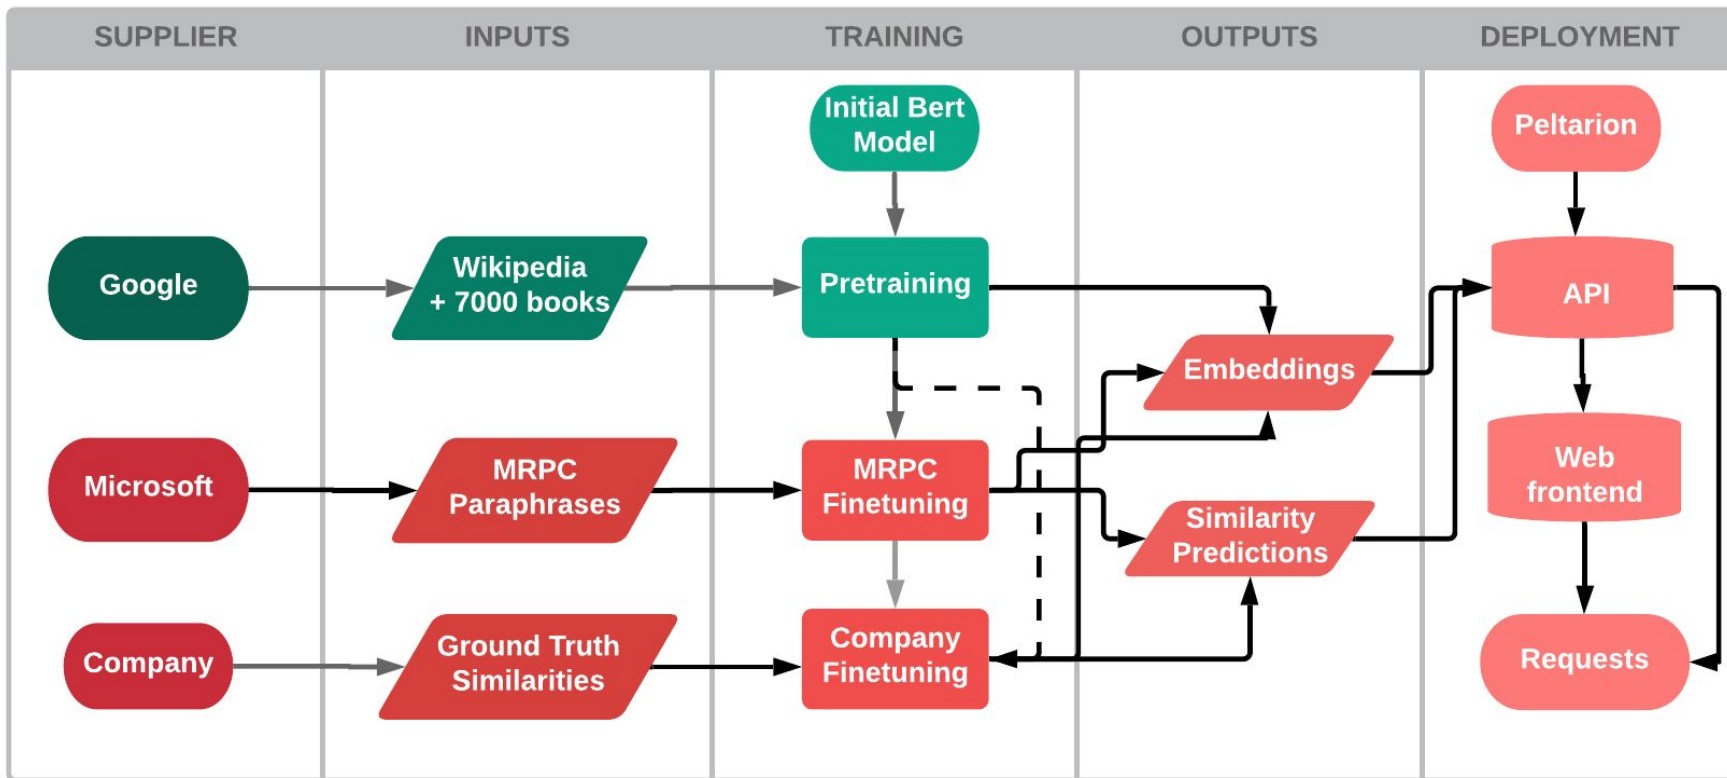 SUPPLIER
INPUTS
TRAINING
OUTPUTS
DEPLOYMENT
Initial Bert
Model
Peltarion
Google
Wikipedia
+ 7000 books
Pretraining
API
Embeddings
Microsoft
MRPC
Paraphrases
MRPC
Finetuning
Similarity
Predictions
Web
frontend
Company
Ground Truth
Similarities
Company
Finetuning
Requests